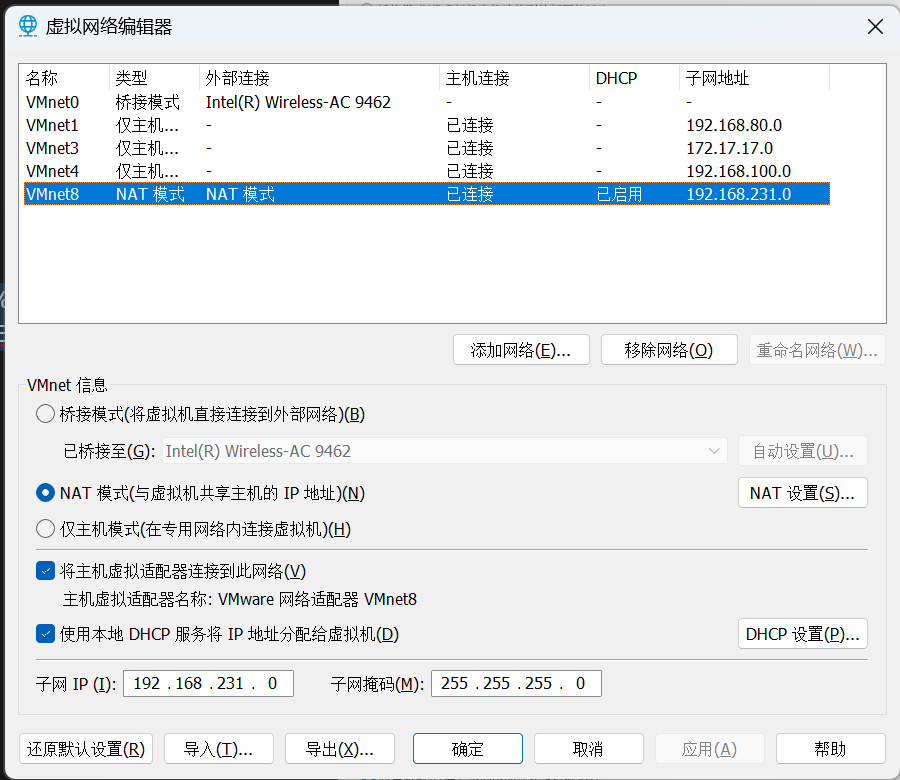 虚拟网络编辑器
名称 类型 外部连接 主机连接 DHCP 子网地址
VMnet0 桥接模式 Intel(R) Wireless-AC 9462 - - -
VMnet1 仅主机... - 已连接 - 192.168.80.0
VMnet3 仅主机... - 已连接 - 172.17.17.0
VMnet4 仅主机... - 已连接 - 192.168.100.0
VMnet8 NAT 模式 NAT 模式 已连接 已启用 192.168.231.0
添加网络(E)... 移除网络(O) 重命名网络(W)...
VMnet 信息
桥接模式(将虚拟机直接连接到外部网络)(B)
已桥接至(G): Intel(R) Wireless-AC 9462 自动设置(U)...
NAT 模式(与虚拟机共享主机的 IP 地址)(N) NAT 设置(S)...
仅主机模式(在专用网络内连接虚拟机)(H)
将主机虚拟适配器连接到此网络(V)
主机虚拟适配器名称: VMware 网络适配器 VMnet8
使用本地 DHCP 服务将 IP 地址分配给虚拟机(D) DHCP 设置(P)...
子网 IP (I): 192 . 168 . 231 . 0 子网掩码(M): 255 . 255 . 255 . 0
还原默认设置(R) 导入(T)... 导出(X)... 确定 取消 应用(A) 帮助